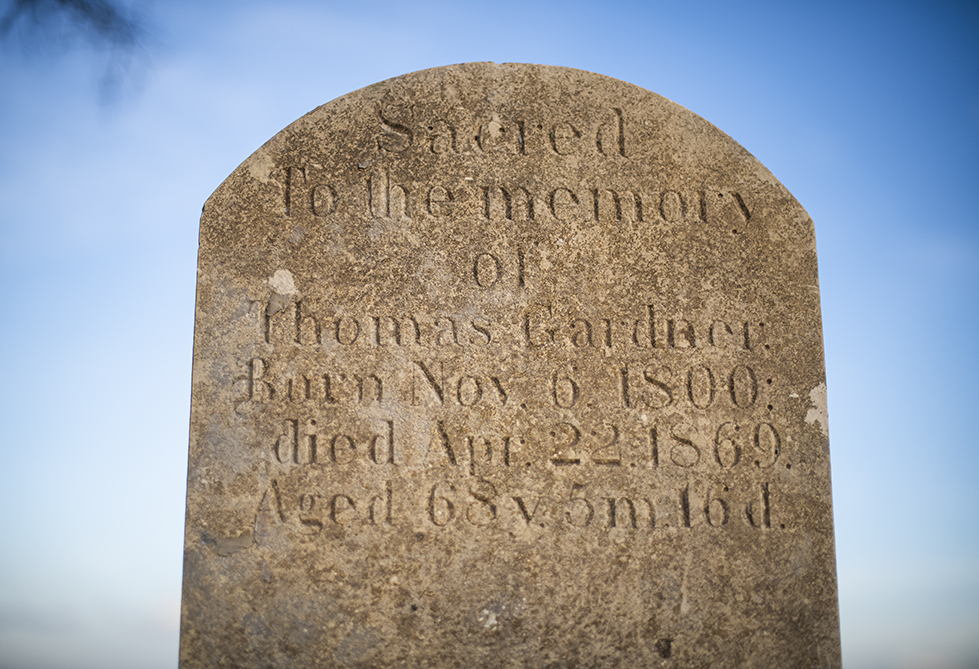 Sacred
To the memory
of
Thomas Gardner.
Born Nov. 6, 1800;
died Apr. 22. 1869.
Aged 68 y. 5 m. 16 d.